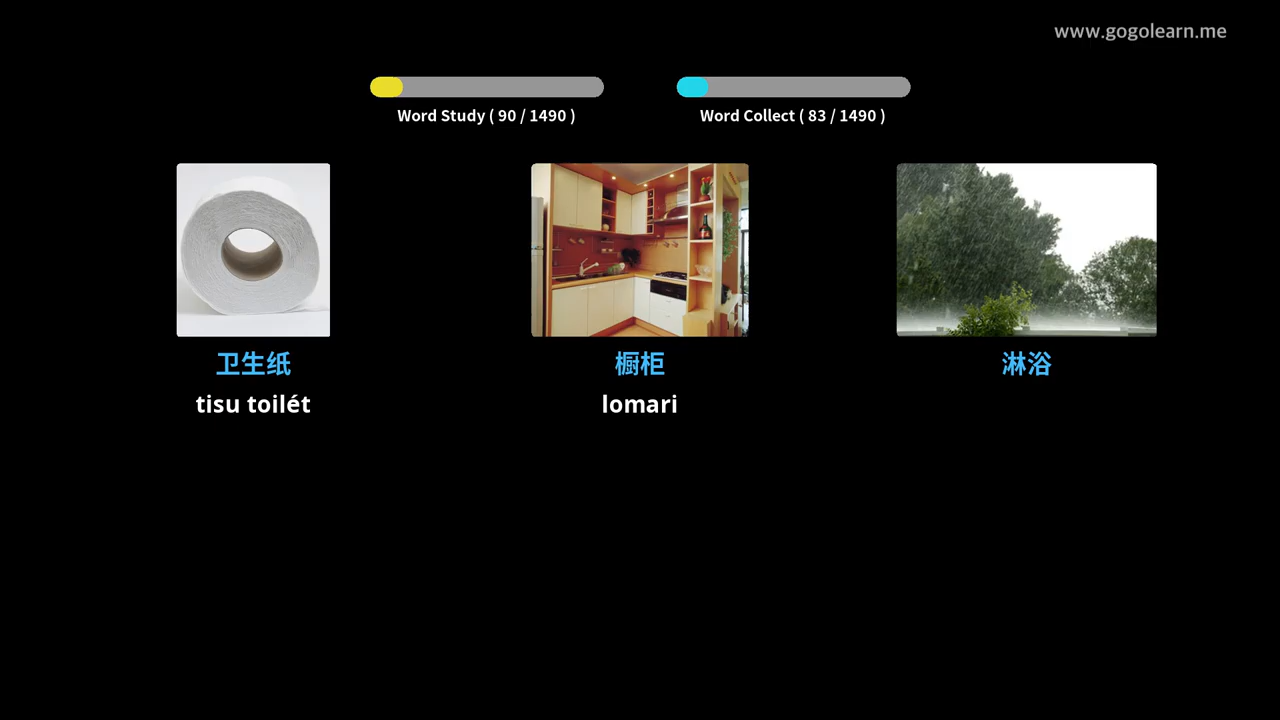 www.gogolearn.me
Word Study ( 90 / 1490 )
Word Collect ( 83 / 1490 )
卫生纸
橱柜
淋浴
tisu toilét
lomari